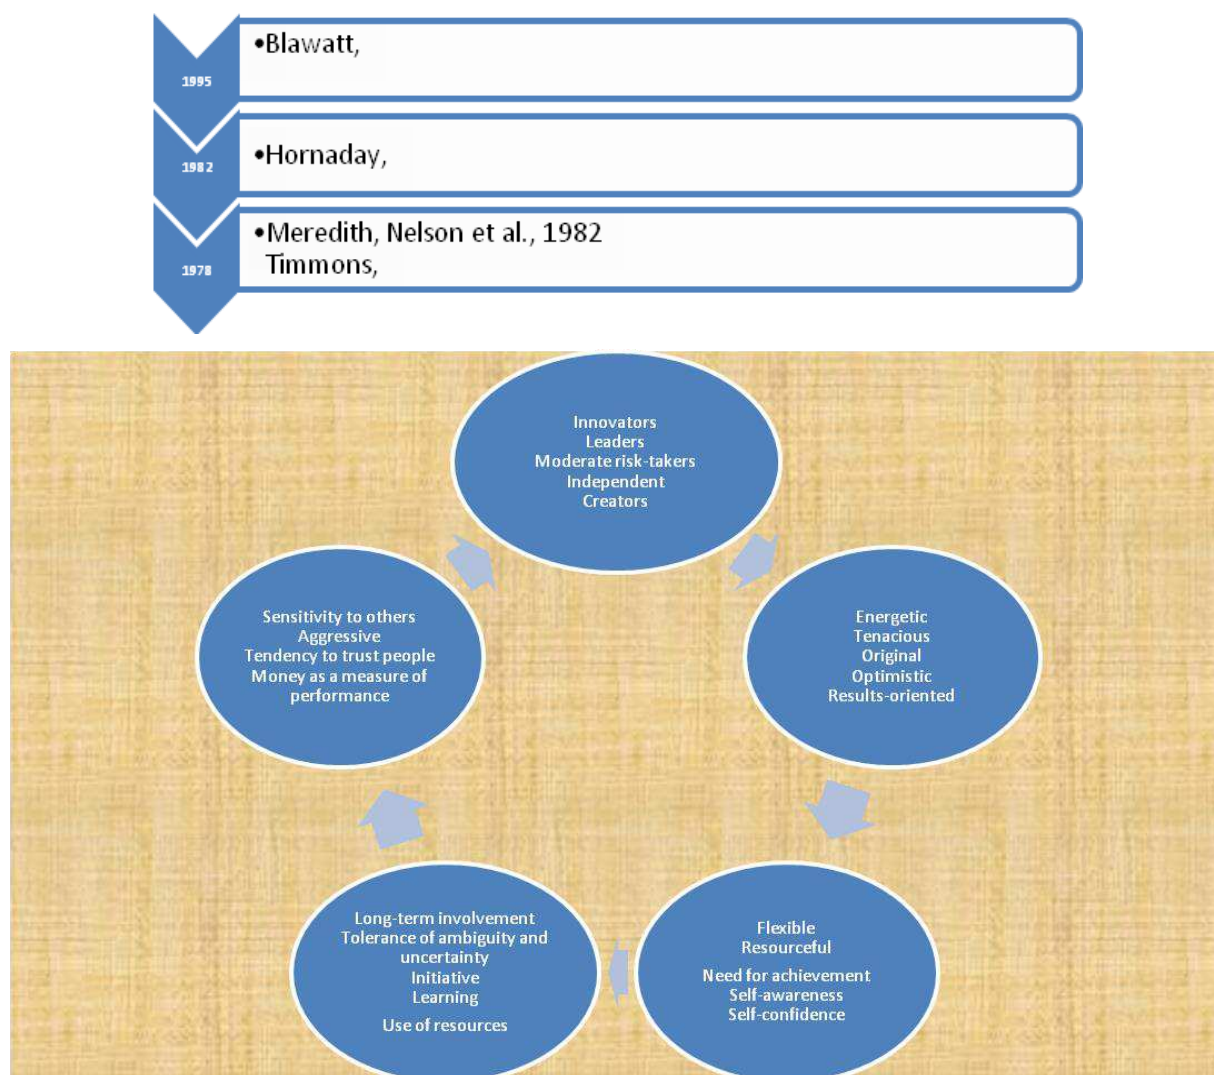 1995
•Blawatt,
1982
•Hornaday,
1978
•Meredith, Nelson et al., 1982
Timmons,
Innovators
Leaders
Moderate risk-takers
Independent
Creators
Energetic
Tenacious
Original
Optimistic
Results-oriented
Flexible
Resourceful
Need for achievement
Self-awareness
Self-confidence
Long-term involvement
Tolerance of ambiguity and
uncertainty
Initiative
Learning
Use of resources
Sensitivity to others
Aggressive
Tendency to trust people
Money as a measure of
performance